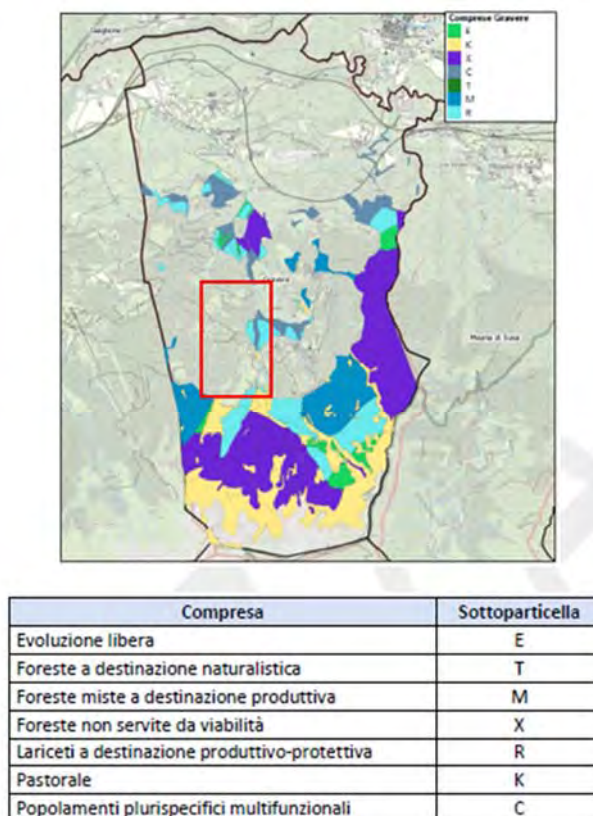 Comprese Gravere
E
K
X
C
T
M
R
Compresa Sottoparticella
Evoluzione libera E
Foreste a destinazione naturalistica T
Foreste miste a destinazione produttiva M
Foreste non servite da viabilità X
Lariceti a destinazione produttivo-protettiva R
Pastorale K
Popolamenti plurispecifici multifunzionali C